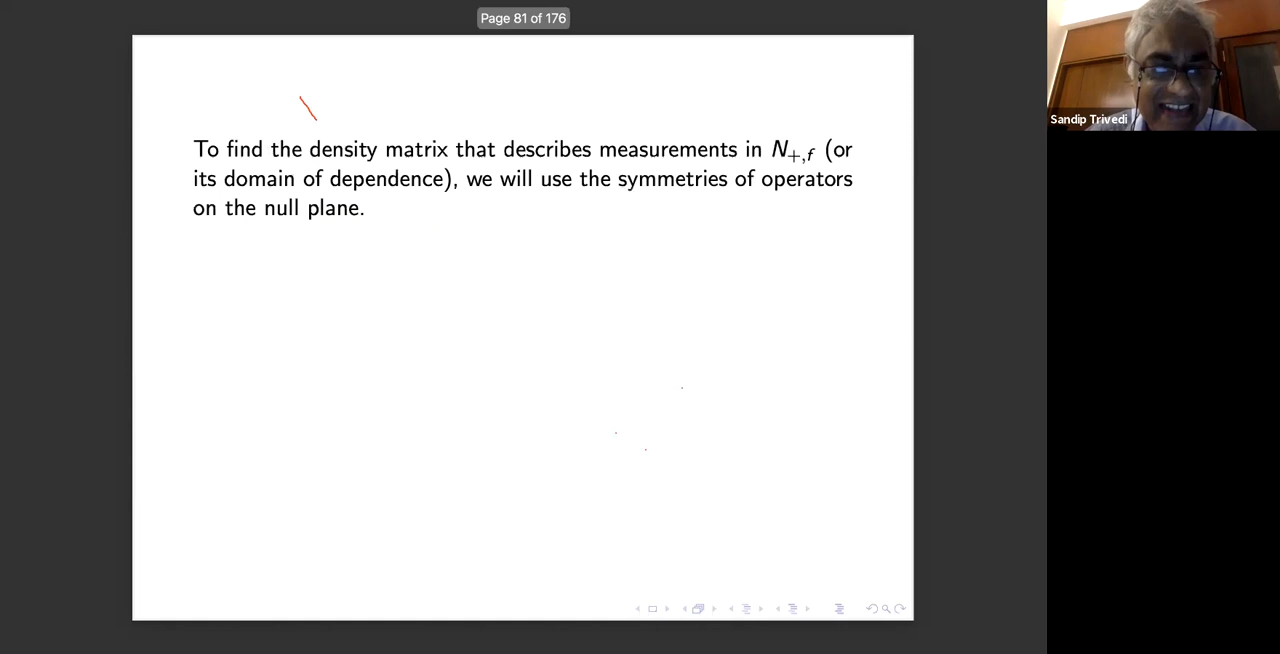 Page 81 of 176
To find the density matrix that describes measurements in N₊,f (or
its domain of dependence), we will use the symmetries of operators
on the null plane.
Sandip Trivedi